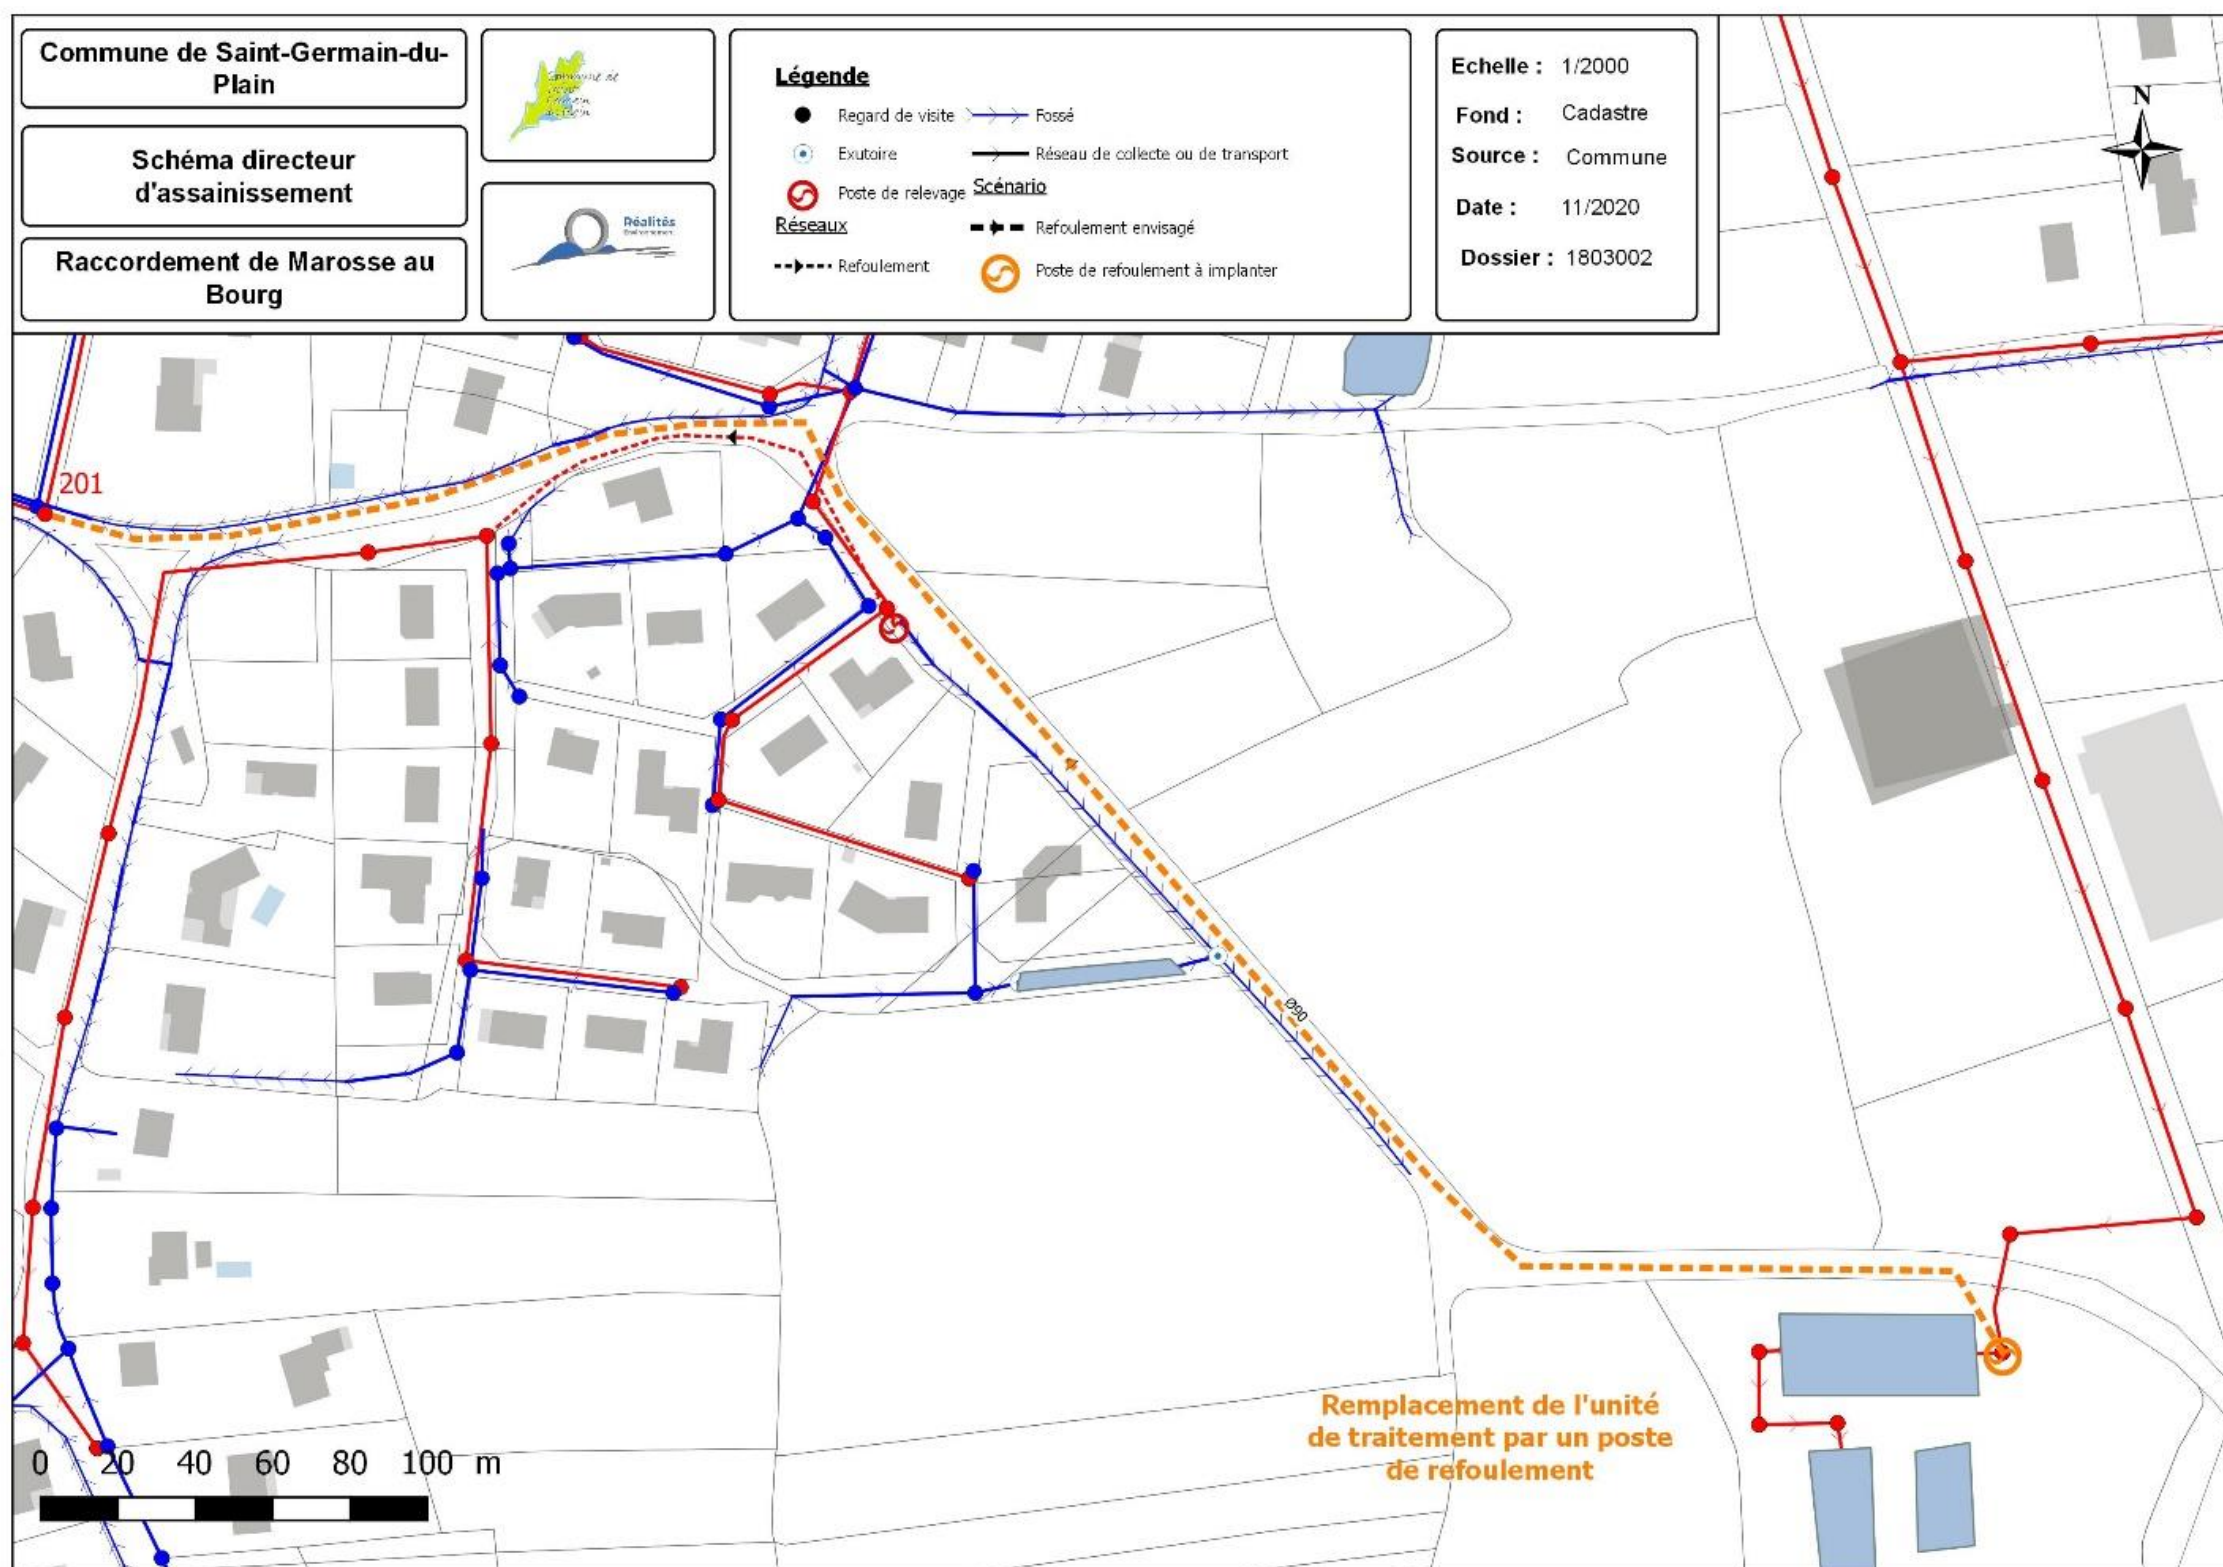 Commune de Saint-Germain-du-
Plain
Schéma directeur
d'assainissement
Raccordement de Marosse au
Bourg
Commune de
Réalités
Environnement
Légende
Regard de visite
Fossé
Exutoire
Réseau de collecte ou de transport
Poste de relevage
Scénario
Réseaux
Refoulement envisagé
Refoulement
Poste de refoulement à implanter
Echelle : 1/2000
Fond : Cadastre
Source : Commune
Date : 11/2020
Dossier : 1803002
N
201
Ø90
Remplacement de l'unité
de traitement par un poste
de refoulement
0 20 40 60 80 100 m